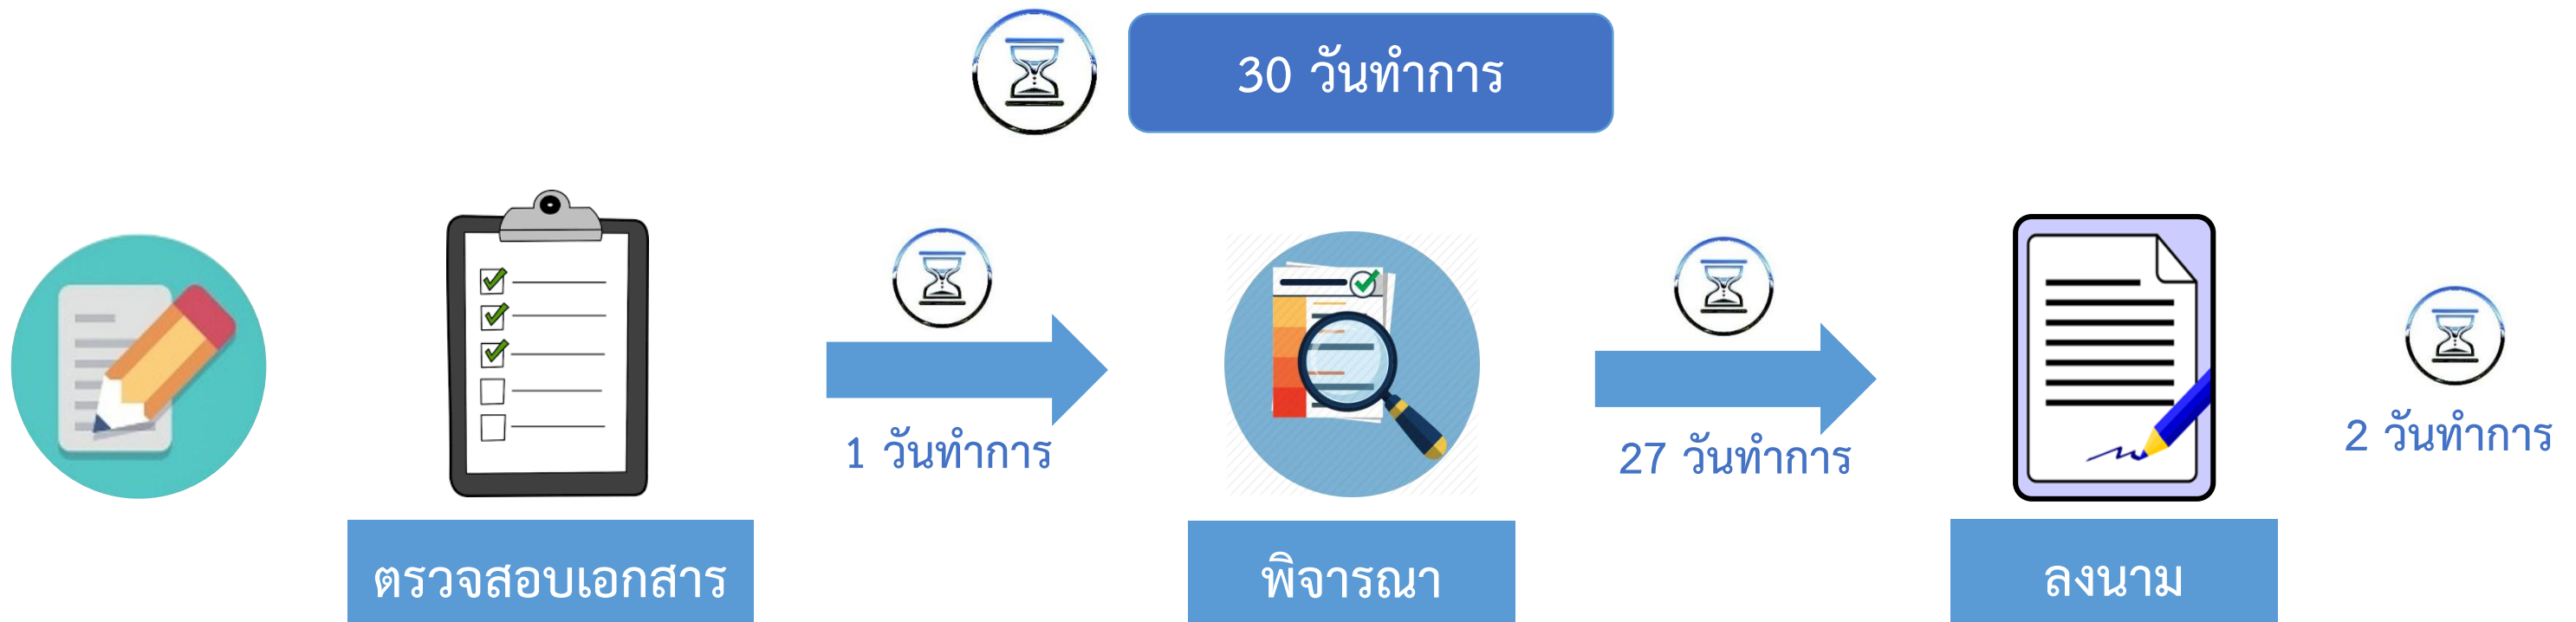 30 วันทำการ
1 วันทำการ
27 วันทำการ
2 วันทำการ
ตรวจสอบเอกสาร
พิจารณา
ลงนาม